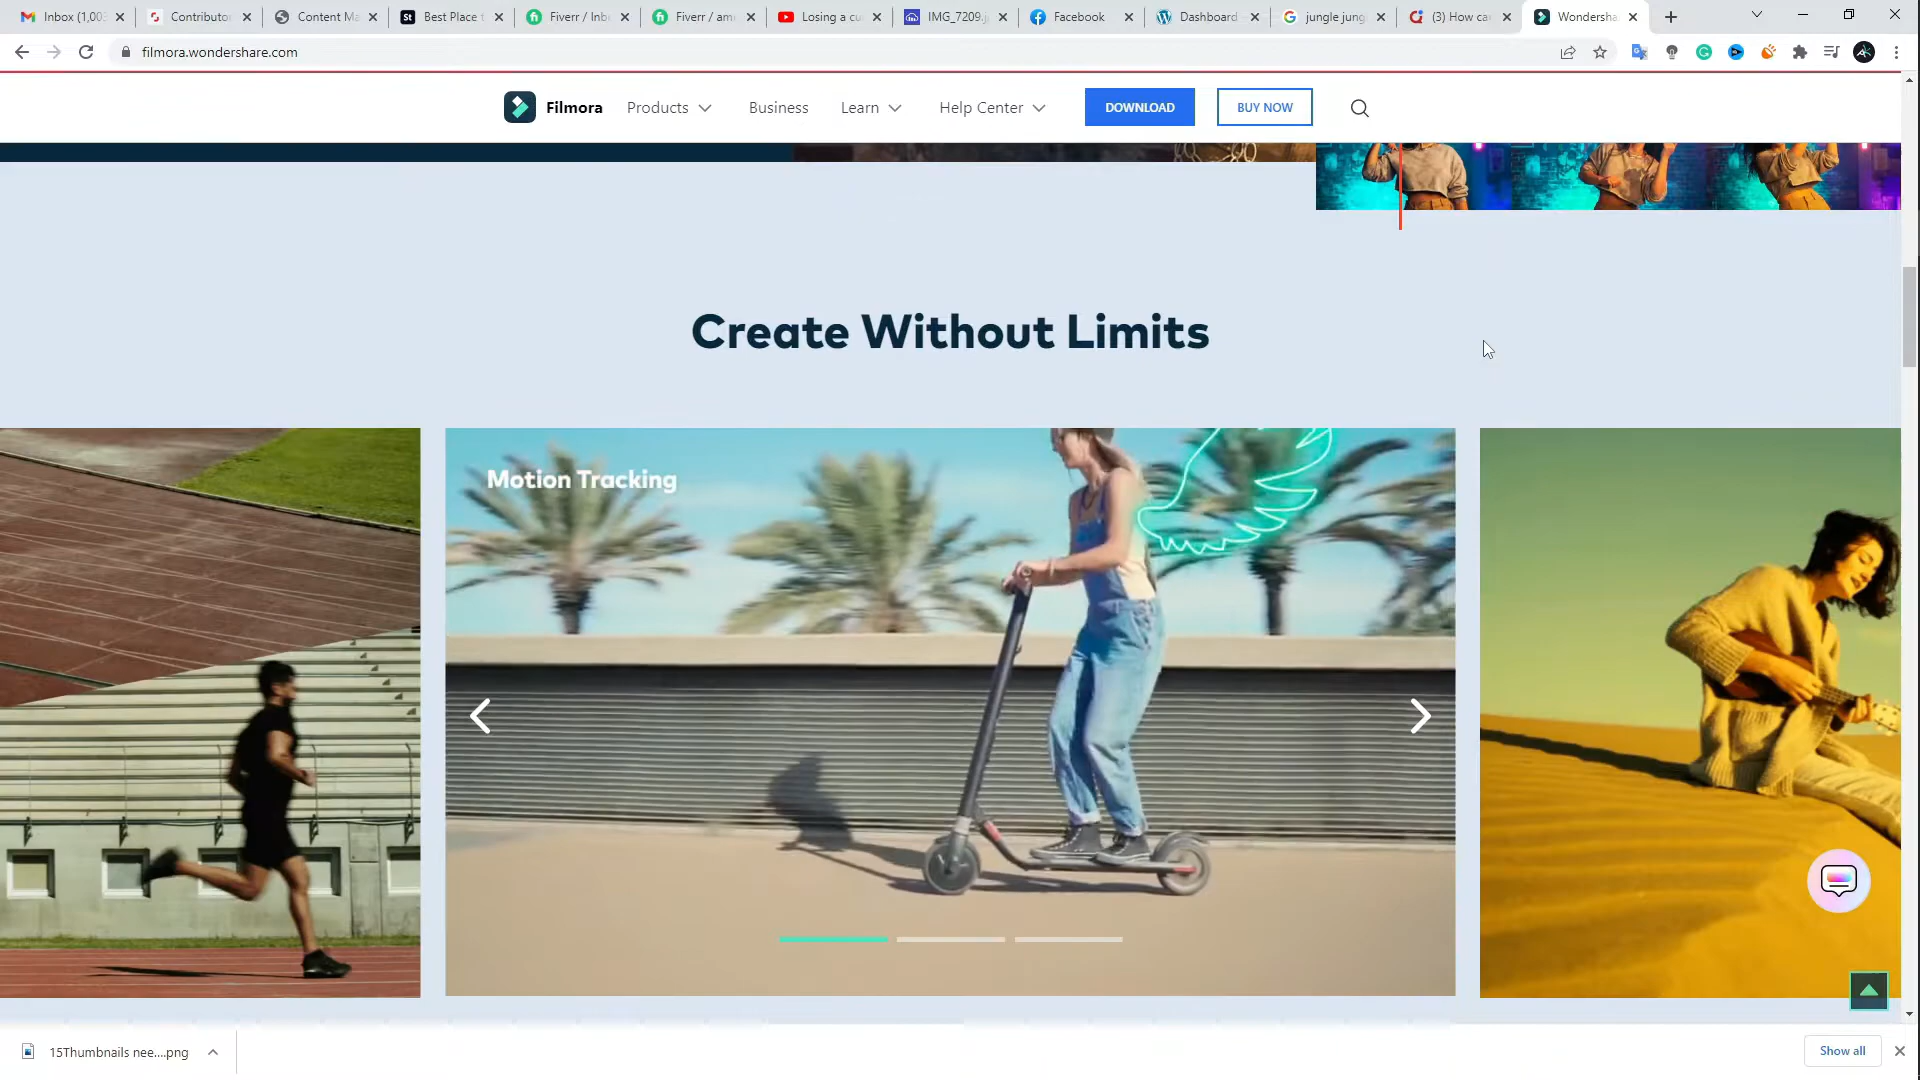 Inbox (1,003
Contributor
Content Ma
Best Place t
Fiverr / Inb
Fiverr / am
Losing a cu
IMG_7209.j
Facebook
Dashboard
jungle jung
(3) How ca
Wondersha
filmora.wondershare.com
Filmora
Products
Business
Learn
Help Center
DOWNLOAD
BUY NOW
Create Without Limits
Motion Tracking
15Thumbnails nee....png
Show all